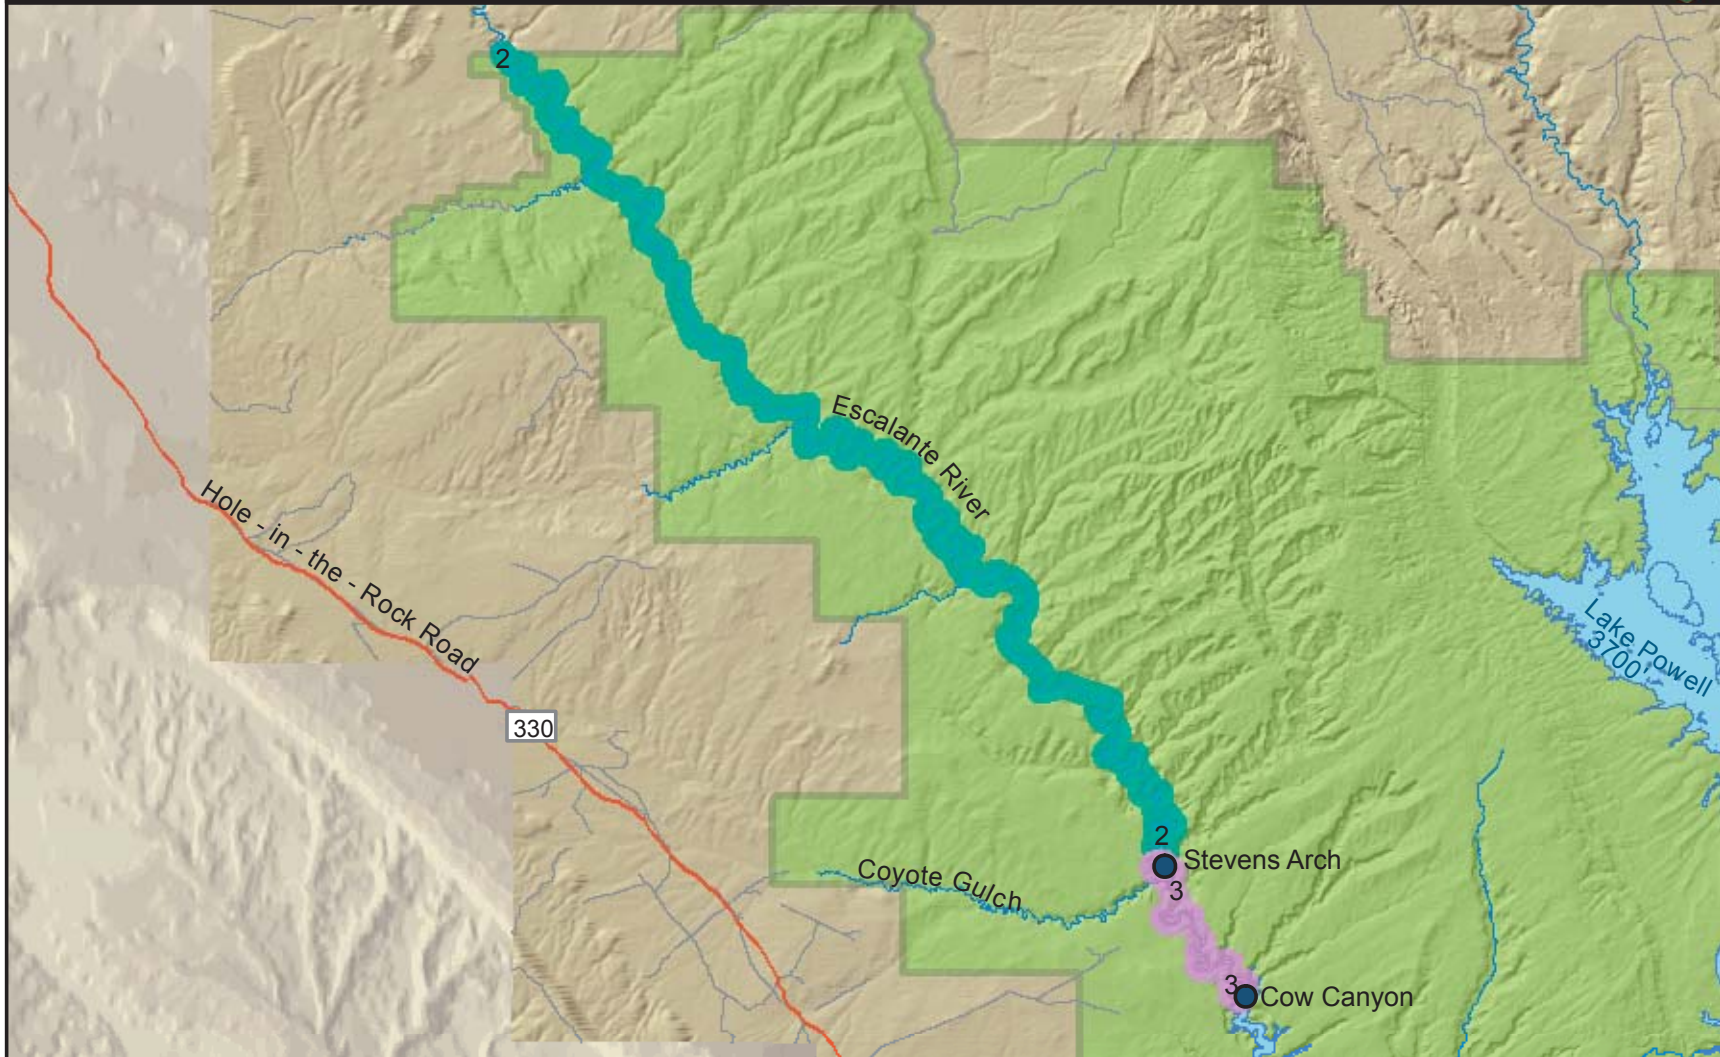 2
Escalante River
Hole - in - the - Rock Road
Lake Powell
3700'
330
2
Stevens Arch
Coyote Gulch
3
3
Cow Canyon